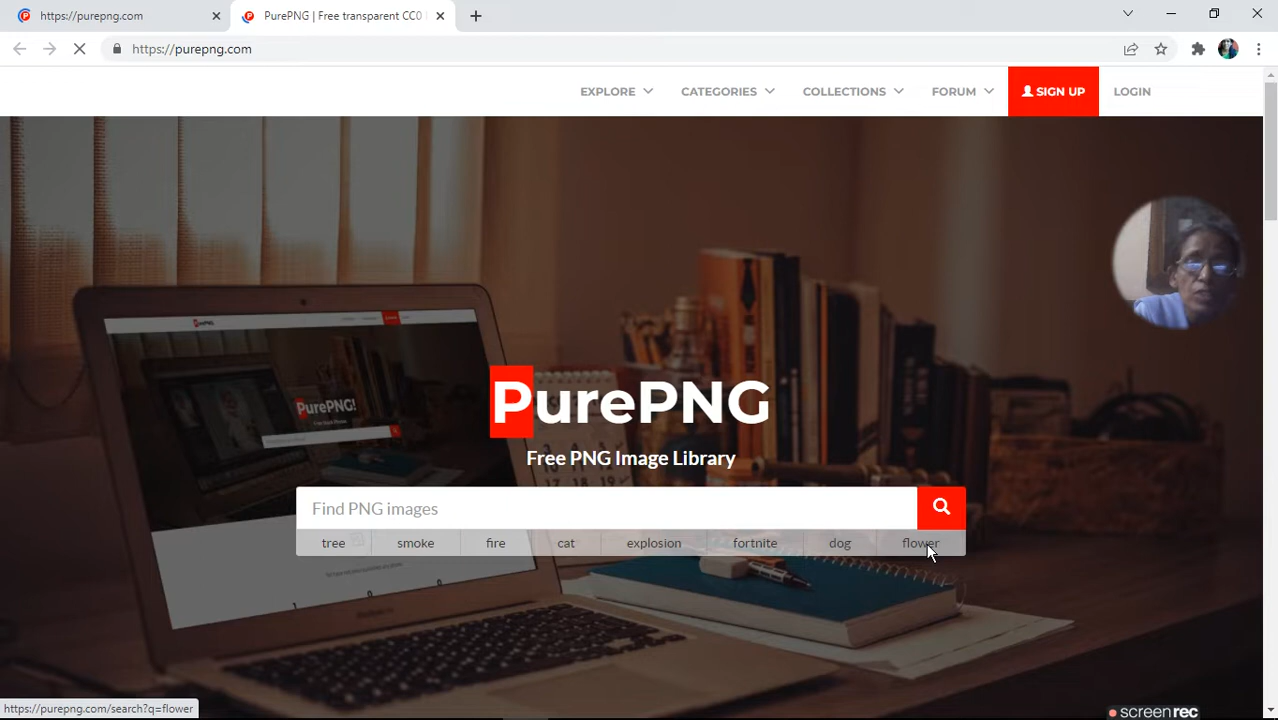 https://purepng.com
PurePNG | Free transparent CC0
https://purepng.com
EXPLORE
CATEGORIES
COLLECTIONS
FORUM
SIGN UP
LOGIN
PurePNG!
PurePNG
Free PNG Image Library
Find PNG images
tree
smoke
fire
cat
explosion
fortnite
dog
flower
https://purepng.com/search?q=flower
screenrec